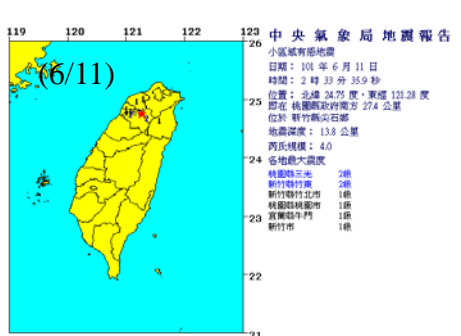 119 120 121 122 123
26
25
24
23
22
21
(6/11)
中央氣象局地震報告
小區域有感地震
日期： 101 年 6 月 11 日
時間： 2 時 33 分 35.9 秒
位置： 北緯 24.75 度，東經 121.28 度
即在 桃園縣政府南方 27.4 公里
位於 新竹縣尖石鄉
地震深度： 13.8 公里
芮氏規模： 4.0
各地最大震度
桃園縣三光 2級
新竹縣竹東 2級
新竹縣竹北市 1級
桃園縣桃園市 1級
宜蘭縣牛鬥 1級
新竹市 1級